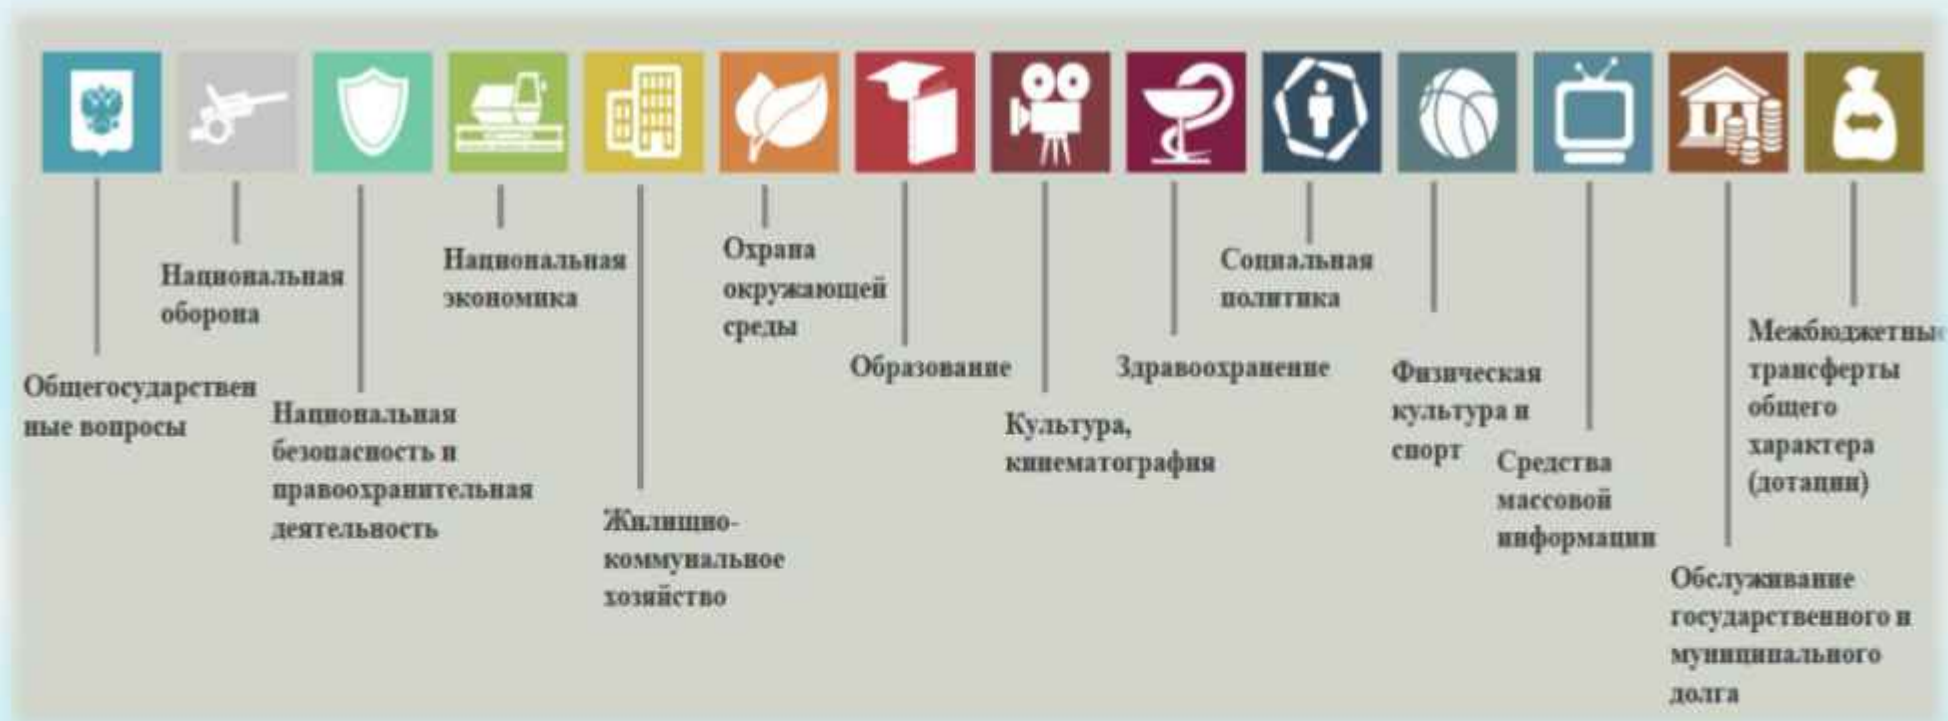 Общегосударствен
ные вопросы
Национальная
оборона
Национальная
безопасность и
правоохранительная
деятельность
Национальная
экономика
Жилищно-
коммунальное
хозяйство
Охрана
окружающей
среды
Образование
Культура,
кинематография
Здравоохранение
Социальная
политика
Физическая
культура и
спорт
Средства
массовой
информации
Обслуживание
государственного и
муниципального
долга
Межбюджетные
трансферты
общего
характера
(дотации)